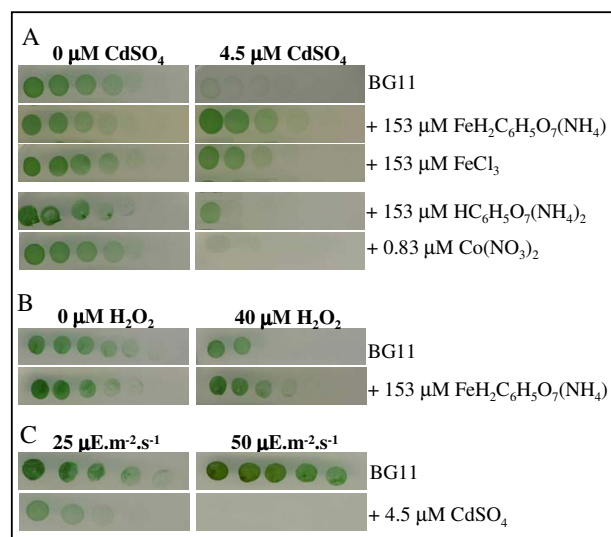 A
0 µM CdSO₄ 4.5 µM CdSO₄
BG11
+ 153 µM FeH₂C₆H₅O₇(NH₄)
+ 153 µM FeCl₃
+ 153 µM HC₆H₅O₇(NH₄)₂
+ 0.83 µM Co(NO₃)₂
B
0 µM H₂O₂ 40 µM H₂O₂
BG11
+ 153 µM FeH₂C₆H₅O₇(NH₄)
C
25 µE.m⁻².s⁻¹ 50 µE.m⁻².s⁻¹
BG11
+ 4.5 µM CdSO₄